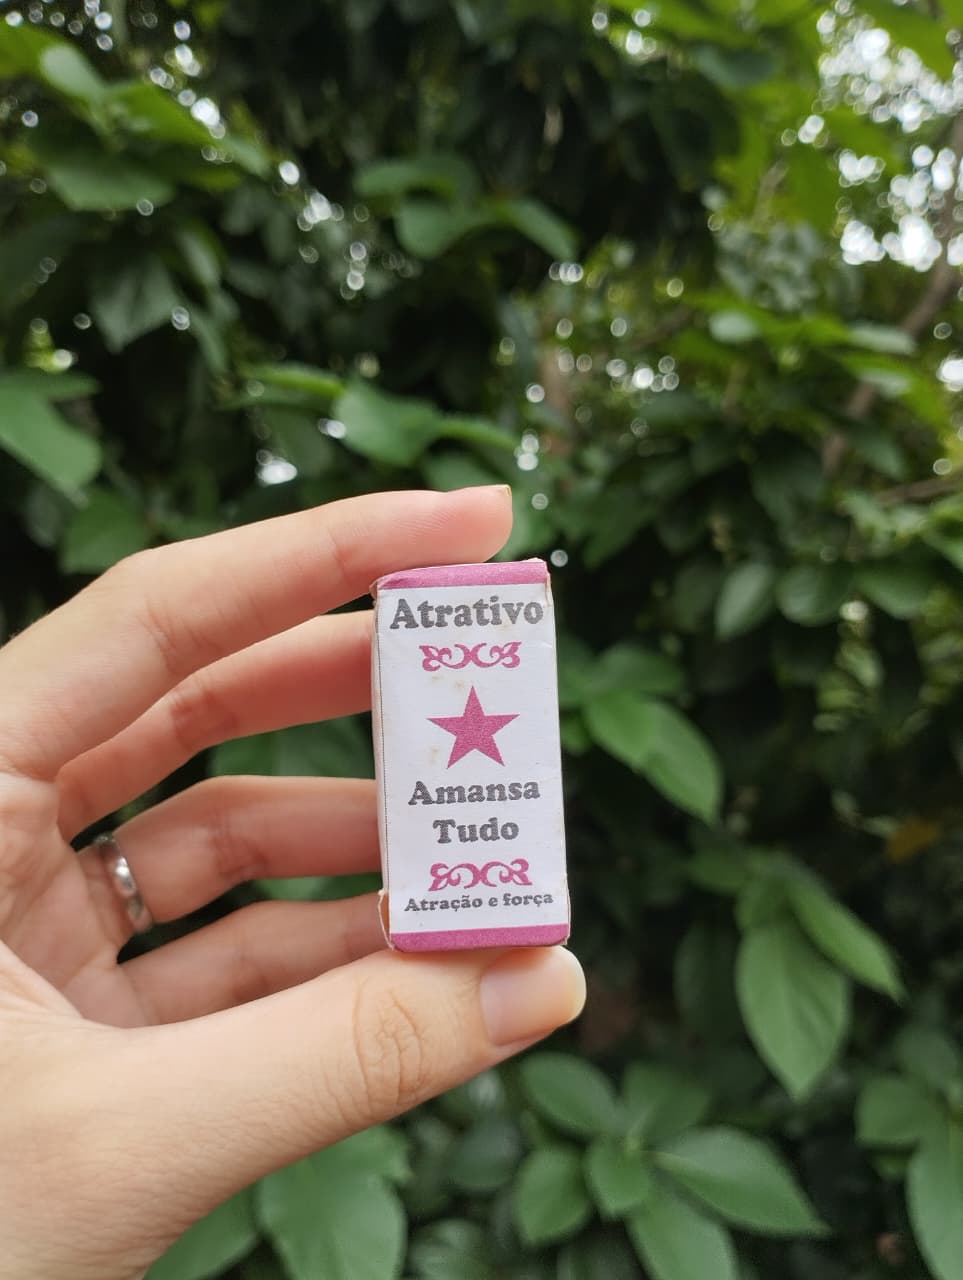 Atrativo
Amansa
Tudo
Atração e força